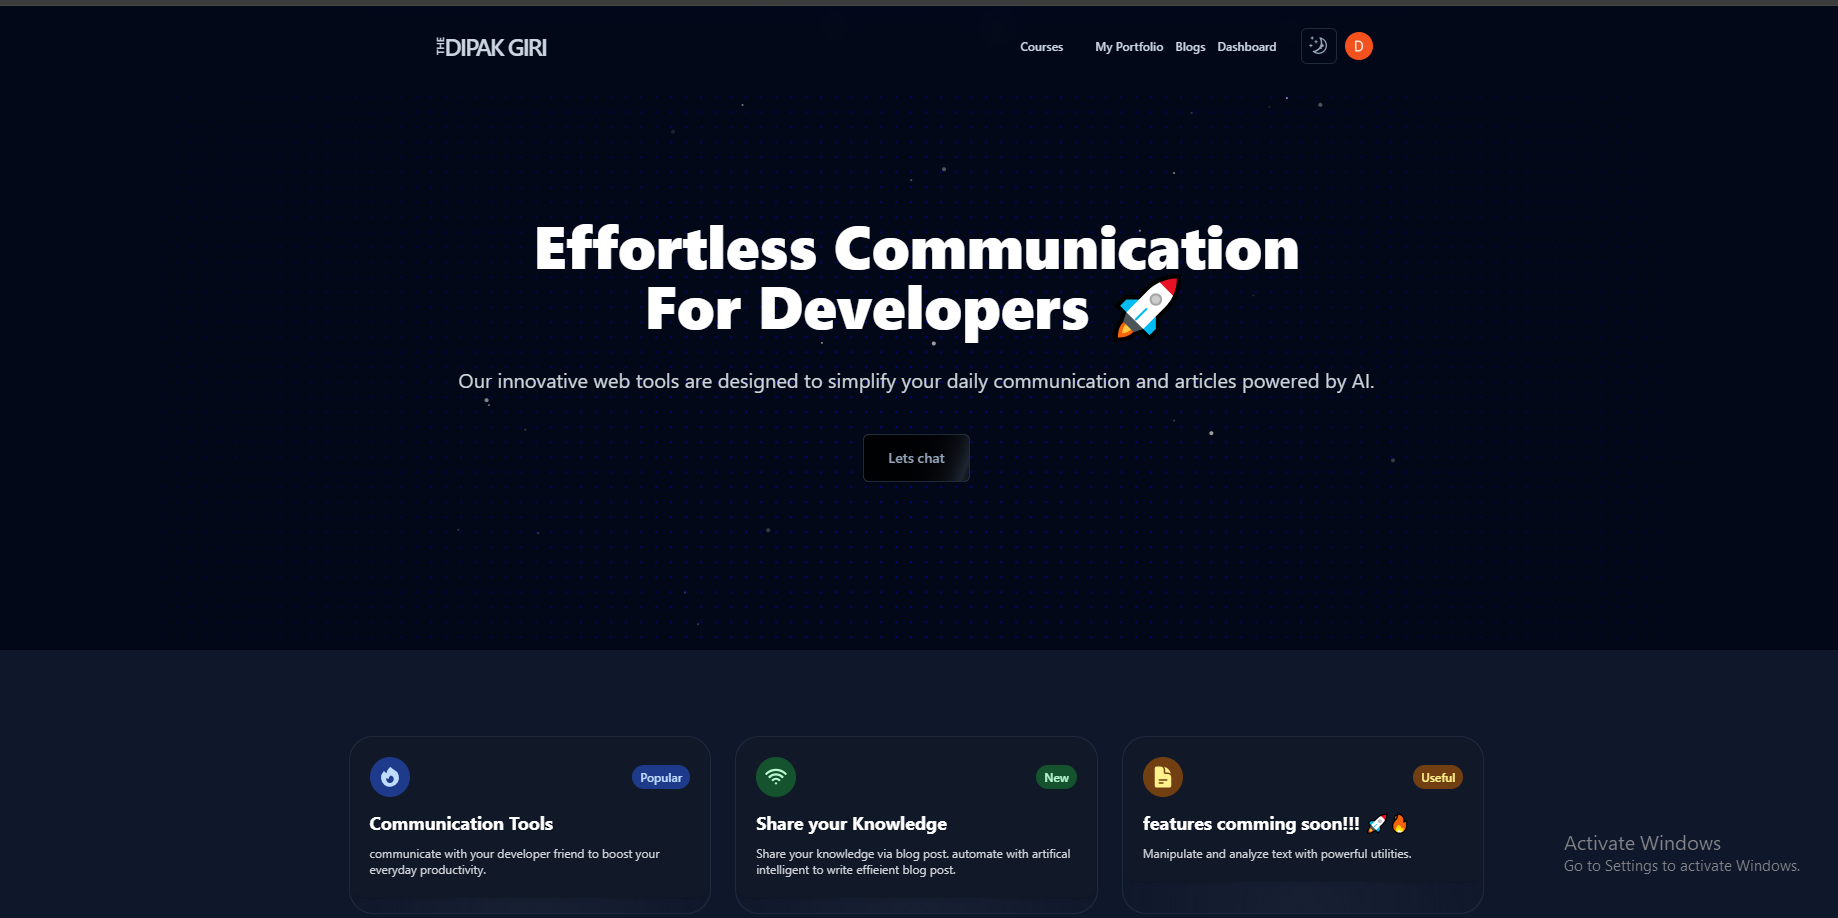 THE DIPAK GIRI
Courses My Portfolio Blogs Dashboard D
Effortless Communication
For Developers 🚀
Our innovative web tools are designed to simplify your daily communication and articles powered by AI.
Lets chat
Popular
Communication Tools
communicate with your developer friend to boost your
everyday productivity.
New
Share your Knowledge
Share your knowledge via blog post. automate with artifical
intelligent to write effieient blog post.
Useful
features comming soon!!! 🚀🔥
Manipulate and analyze text with powerful utilities.
Activate Windows
Go to Settings to activate Windows.